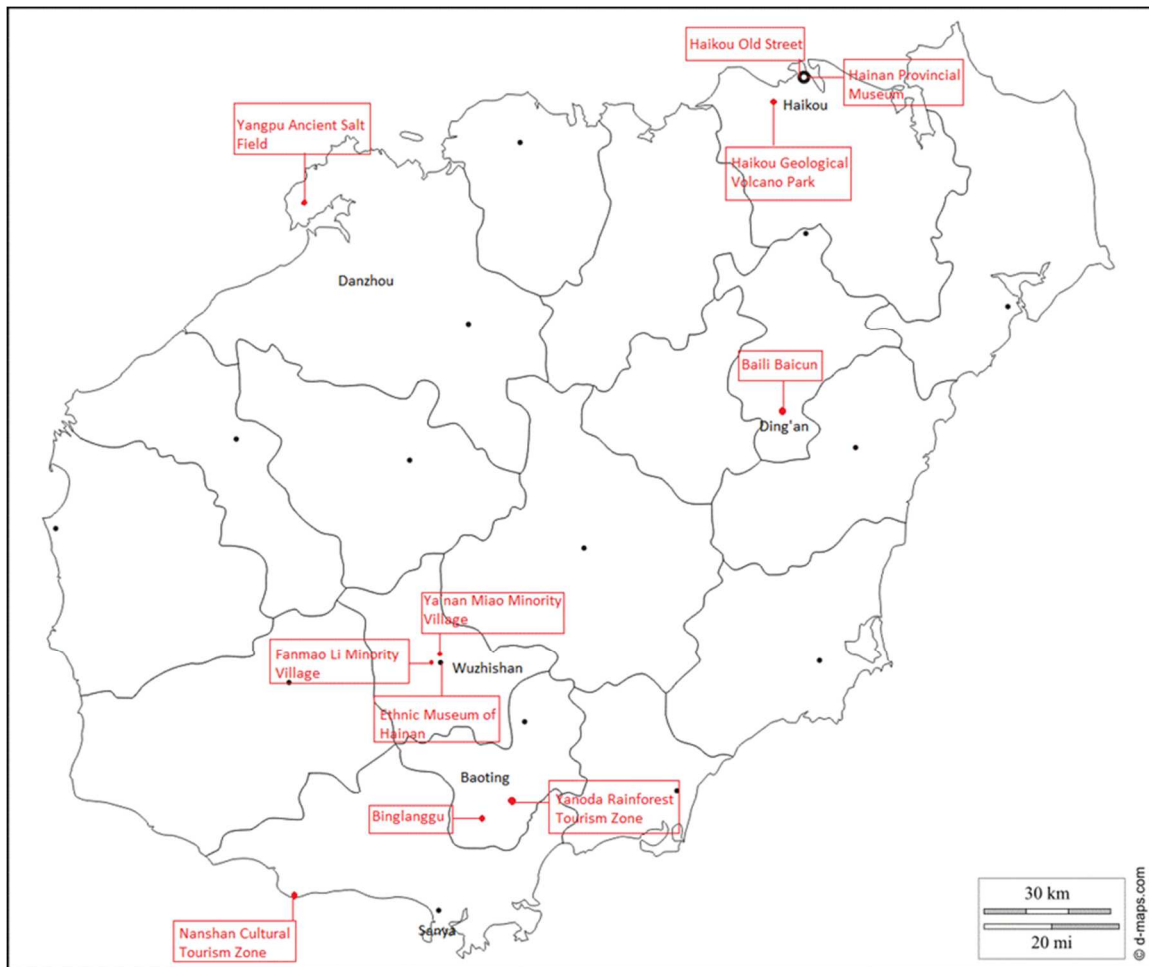 Haikou Old Street
Hainan Provincial
Museum
Haikou
Yangpu Ancient Salt
Field
Haikou Geological
Volcano Park
Danzhou
Baili Baicun
Ding'an
Ya'nan Miao Minority
Village
Fanmao Li Minority
Village
Wuzhishan
Ethnic Museum of
Hainan
Baoting
Yanoda Rainforest
Tourism Zone
Binglanggu
Nanshan Cultural
Tourism Zone
Sanya
30 km
20 mi
© d-maps.com